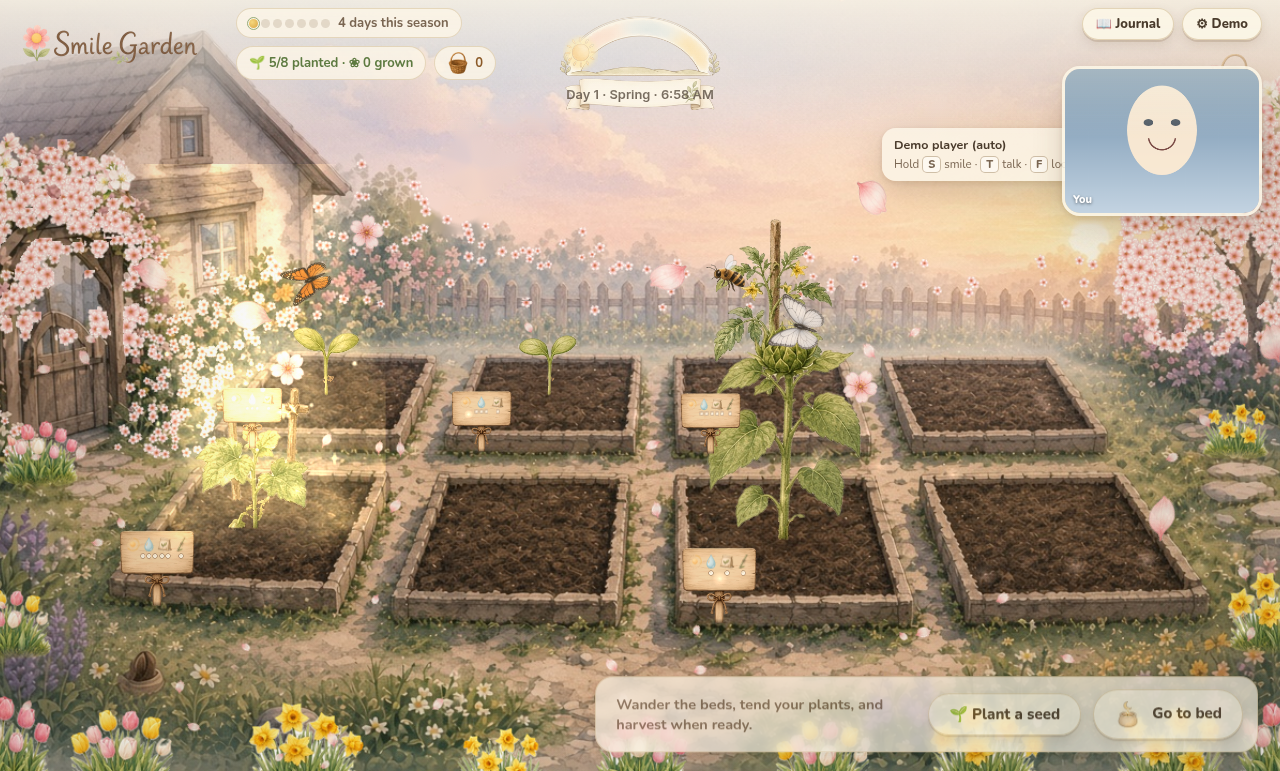 Smile Garden
4 days this season
5/8 planted · 0 grown
0
Day 1 · Spring · 6:58 AM
Journal
Demo
Demo player (auto)
Hold S smile · T talk · F
You
Wander the beds, tend your plants, and
harvest when ready.
Plant a seed
Go to bed